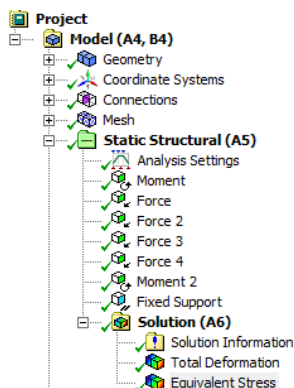 Project
Model (A4, B4)
Geometry
Coordinate Systems
Connections
Mesh
Static Structural (A5)
Analysis Settings
Moment
Force
Force 2
Force 3
Force 4
Moment 2
Fixed Support
Solution (A6)
Solution Information
Total Deformation
Equivalent Stress